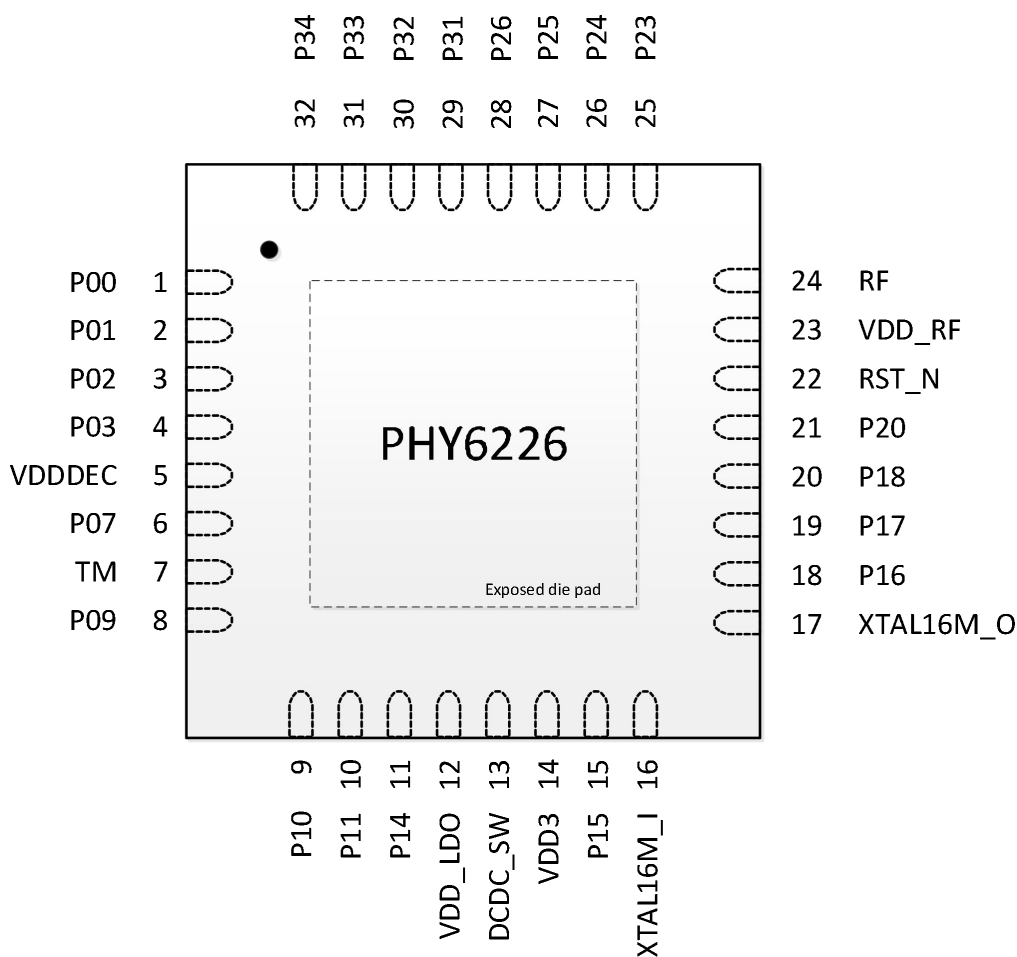 P34 P33 P32 P31 P26 P25 P24 P23
32 31 30 29 28 27 26 25
P00 1
P01 2
P02 3
P03 4
VDDDEC 5
P07 6
TM 7
P09 8
PHY6226
Exposed die pad
24 RF
23 VDD_RF
22 RST_N
21 P20
20 P18
19 P17
18 P16
17 XTAL16M_O
9 10 11 12 13 14 15 16
P10 P11 P14 VDD_LDO DCDC_SW VDD3 P15 XTAL16M_I